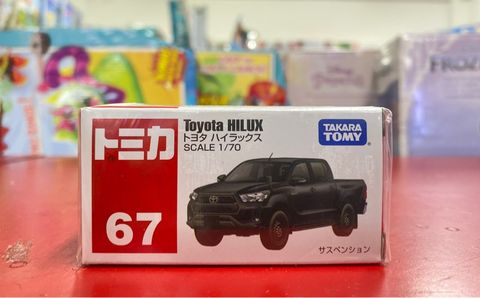 トミカ
67
Toyota HILUX
トヨタ ハイラックス
SCALE 1/70
TAKARA
TOMY
サスペンション
FROZEN